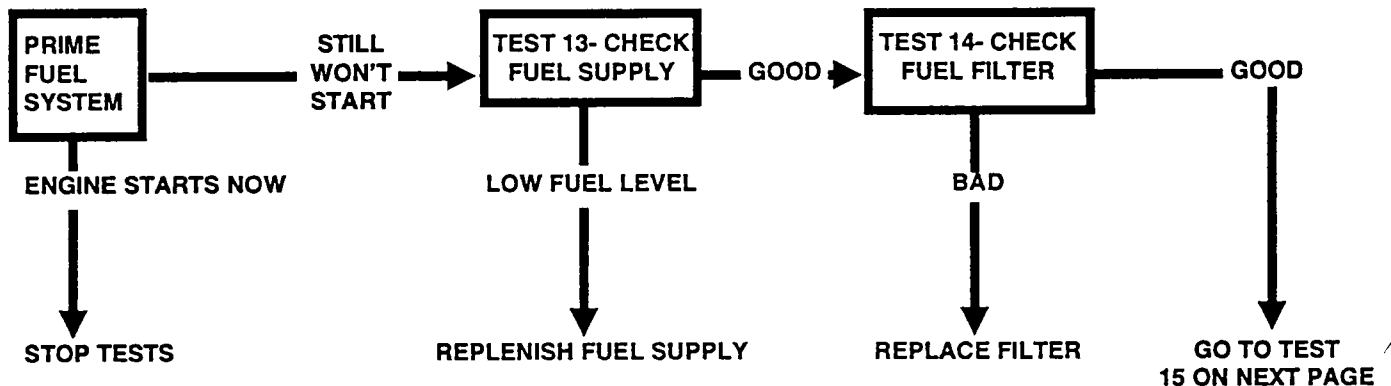 PRIME
FUEL
SYSTEM
STILL
WON'T
START
TEST 13- CHECK
FUEL SUPPLY
GOOD
TEST 14- CHECK
FUEL FILTER
GOOD
ENGINE STARTS NOW
LOW FUEL LEVEL
BAD
STOP TESTS
REPLENISH FUEL SUPPLY
REPLACE FILTER
GO TO TEST
15 ON NEXT PAGE